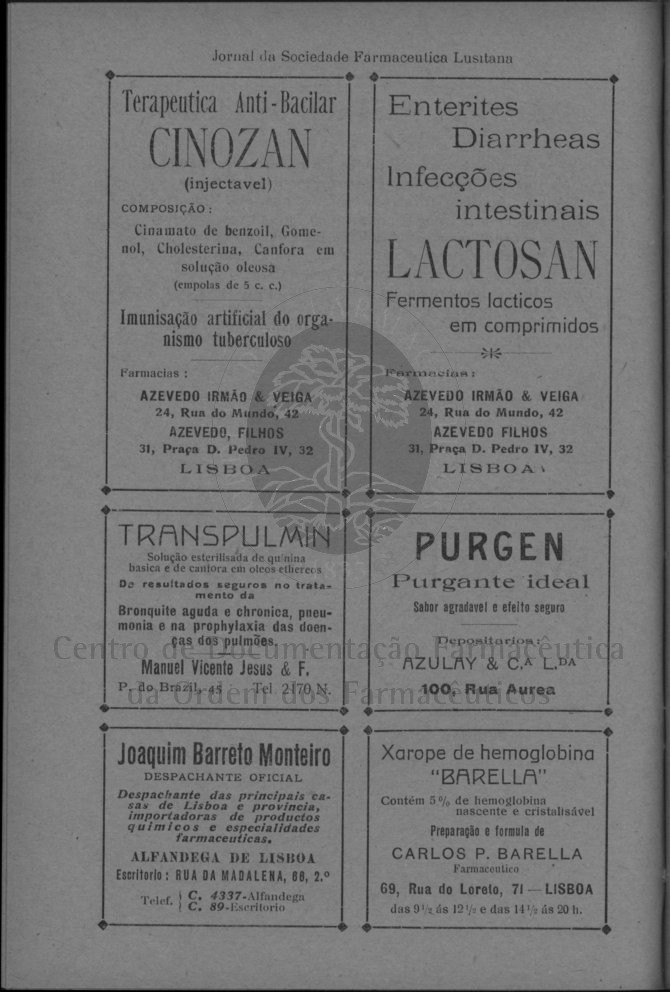 Jornal da Sociedade Farmaceutica Lusitana
Terapeutica Anti-Bacilar
CINOZAN
(injectavel)
COMPOSIÇÃO :
Cinamato de benzoil, Gome-
nol, Cholesterina, Canfora em
solução oleosa
(empolas de 5 c. c.)
Imunisação artificial do orga-
nismo tuberculoso
Farmacias :
AZEVEDO IRMÃO & VEIGA
24, Rua do Mundo, 42
AZEVEDO, FILHOS
31, Praça D. Pedro IV, 32
LISBOA
Enterites
Diarrheas
Infecções
intestinais
LACTOSAN
Fermentos lacticos
em comprimidos
Farmacias :
AZEVEDO IRMÃO & VEIGA
24, Rua do Mundo, 42
AZEVEDO FILHOS
31, Praça D. Pedro IV, 32
LISBOA
TRANSPULMIN
Solução esterilisada de quinina
basica e de canfora em oleos ethereos
De resultados seguros no trata-
mento da
Bronquite aguda e chronica, pneu-
monia e na prophylaxia das doen-
ças dos pulmões.
Manuel Vicente Jesus & F.
P. do Brazil, 45 Tel. 2170 N.
PURGEN
Purgante ideal
Sabor agradavel e efeito seguro
Depositarios :
AZULAY & C.A L.DA
100, Rua Aurea
Centro de Documentação Farmacêutica
da Ordem dos Farmacêuticos
Joaquim Barreto Monteiro
DESPACHANTE OFICIAL
Despachante das principais ca-
sas de Lisboa e provincia,
importadoras de productos
quimicos e especialidades
farmaceuticas.
ALFANDEGA DE LISBOA
Escritorio : RUA DA MADALENA, 66, 2.º
Telef. { C. 4337-Alfandega
{ C. 89-Escritorio
Xarope de hemoglobina
"BARELLA"
Contém 5% de hemoglobina
nascente e cristalisável
Preparação e formula de
CARLOS P. BARELLA
Farmaceutico
69, Rua do Loreto, 71 — LISBOA
das 9 1/2 ás 12 1/2 e das 14 1/2 ás 20 h.